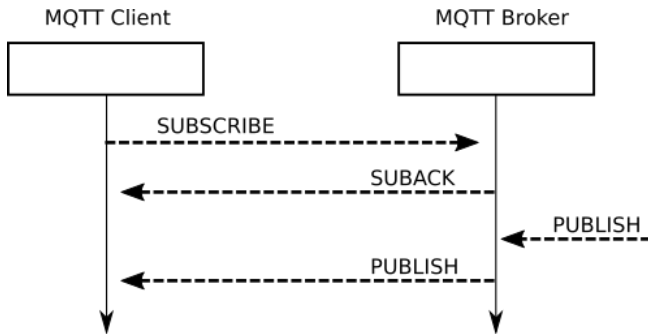 MQTT Client
MQTT Broker
SUBSCRIBE
SUBACK
PUBLISH
PUBLISH